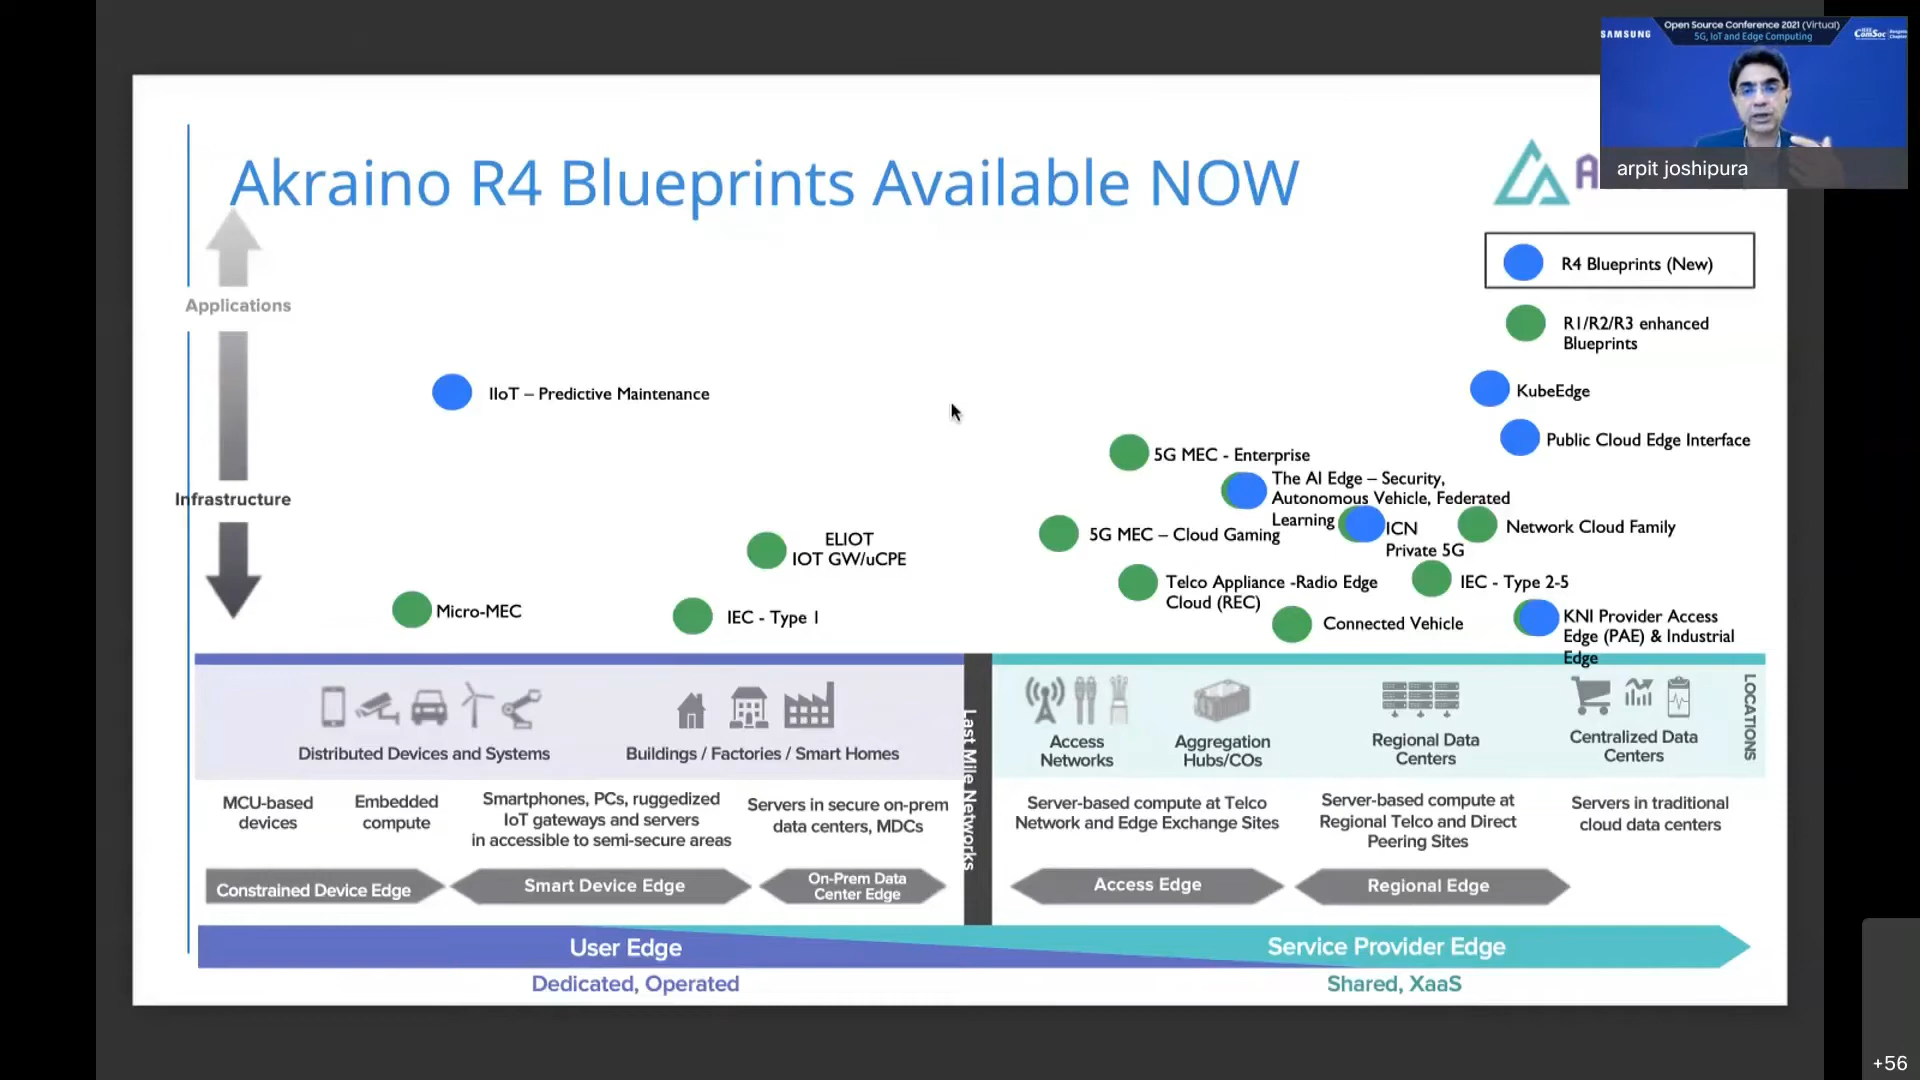 Open Source Conference 2021 (Virtual)
SAMSUNG
5G, IoT and Edge Computing
ComSoc
arpit joshipura
Akraino R4 Blueprints Available NOW
A
R4 Blueprints (New)
Applications
R1/R2/R3 enhanced
Blueprints
IIoT – Predictive Maintenance
KubeEdge
Public Cloud Edge Interface
5G MEC - Enterprise
The AI Edge – Security,
Autonomous Vehicle, Federated
Learning
Infrastructure
5G MEC – Cloud Gaming
ICN
Private 5G
Network Cloud Family
ELIOT
IOT GW/uCPE
Telco Appliance -Radio Edge
Cloud (REC)
IEC - Type 2-5
Micro-MEC
IEC - Type 1
Connected Vehicle
KNI Provider Access
Edge (PAE) & Industrial
Edge
Distributed Devices and Systems
Buildings / Factories / Smart Homes
Last Mile Networks
Access
Networks
Aggregation
Hubs/COs
Regional Data
Centers
Centralized Data
Centers
LOCATIONS
MCU-based
devices
Embedded
compute
Smartphones, PCs, ruggedized
IoT gateways and servers
in accessible to semi-secure areas
Servers in secure on-prem
data centers, MDCs
Server-based compute at Telco
Network and Edge Exchange Sites
Server-based compute at
Regional Telco and Direct
Peering Sites
Servers in traditional
cloud data centers
Constrained Device Edge
Smart Device Edge
On-Prem Data
Center Edge
Access Edge
Regional Edge
User Edge
Service Provider Edge
Dedicated, Operated
Shared, XaaS
+56